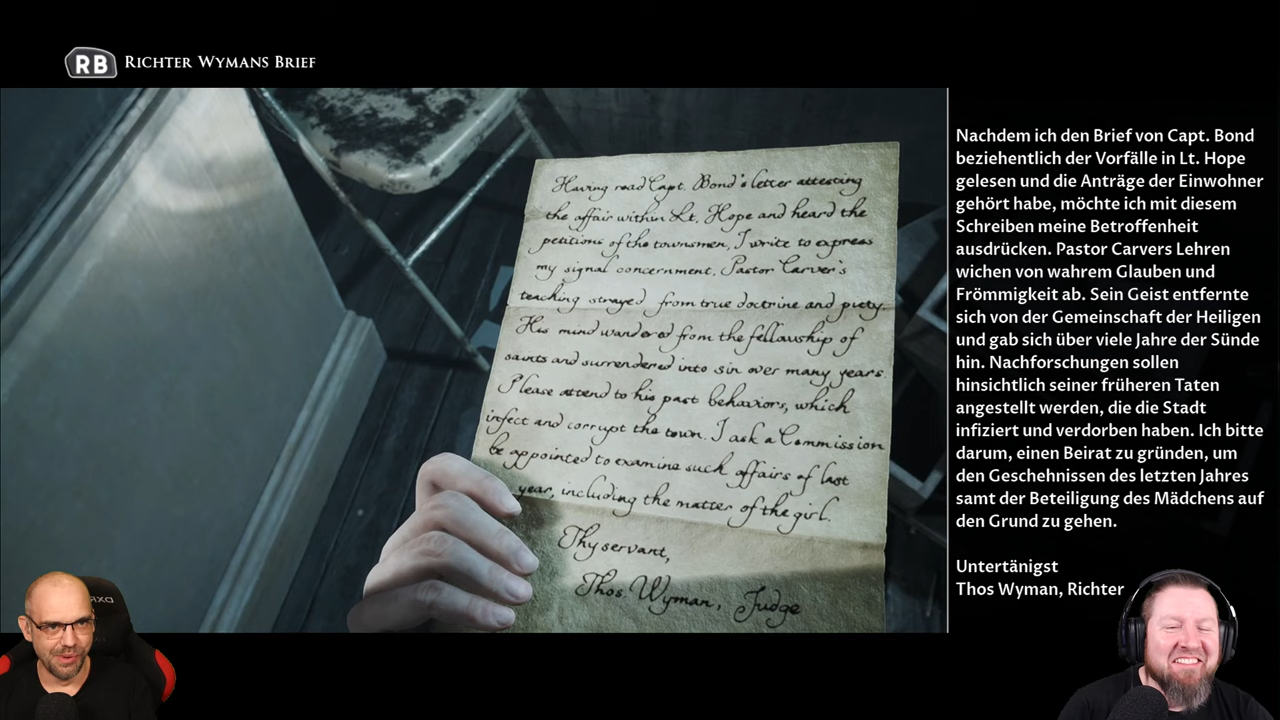 RB RICHTER WYMANS BRIEF
Having read Capt. Bond's letter attesting
the affair within Lt. Hope and heard the
petitions of the townsmen, I write to express
my signal concernment. Pastor Carver's
teaching strayed from true doctrine and piety.
His mind wandered from the fellowship of
saints and surrendered into sin over many years.
Please attend to his past behaviors, which
infect and corrupt the town. I ask a Commission
be appointed to examine such affairs of last
year, including the matter of the girl.
Thy servant,
Thos. Wyman, Judge
Nachdem ich den Brief von Capt. Bond
beziehentlich der Vorfälle in Lt. Hope
gelesen und die Anträge der Einwohner
gehört habe, möchte ich mit diesem
Schreiben meine Betroffenheit
ausdrücken. Pastor Carvers Lehren
wichen von wahrem Glauben und
Frömmigkeit ab. Sein Geist entfernte
sich von der Gemeinschaft der Heiligen
und gab sich über viele Jahre der Sünde
hin. Nachforschungen sollen
hinsichtlich seiner früheren Taten
angestellt werden, die die Stadt
infiziert und verdorben haben. Ich bitte
darum, einen Beirat zu gründen, um
den Geschehnissen des letzten Jahres
samt der Beteiligung des Mädchens auf
den Grund zu gehen.
Untertänigst
Thos Wyman, Richter